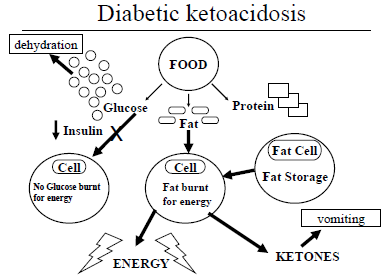 Diabetic ketoacidosis
dehydration
FOOD
Glucose
Protein
Fat
Insulin
X
Cell
No Glucose burnt
for energy
Cell
Fat burnt
for energy
Fat Cell
Fat Storage
vomiting
ENERGY
KETONES